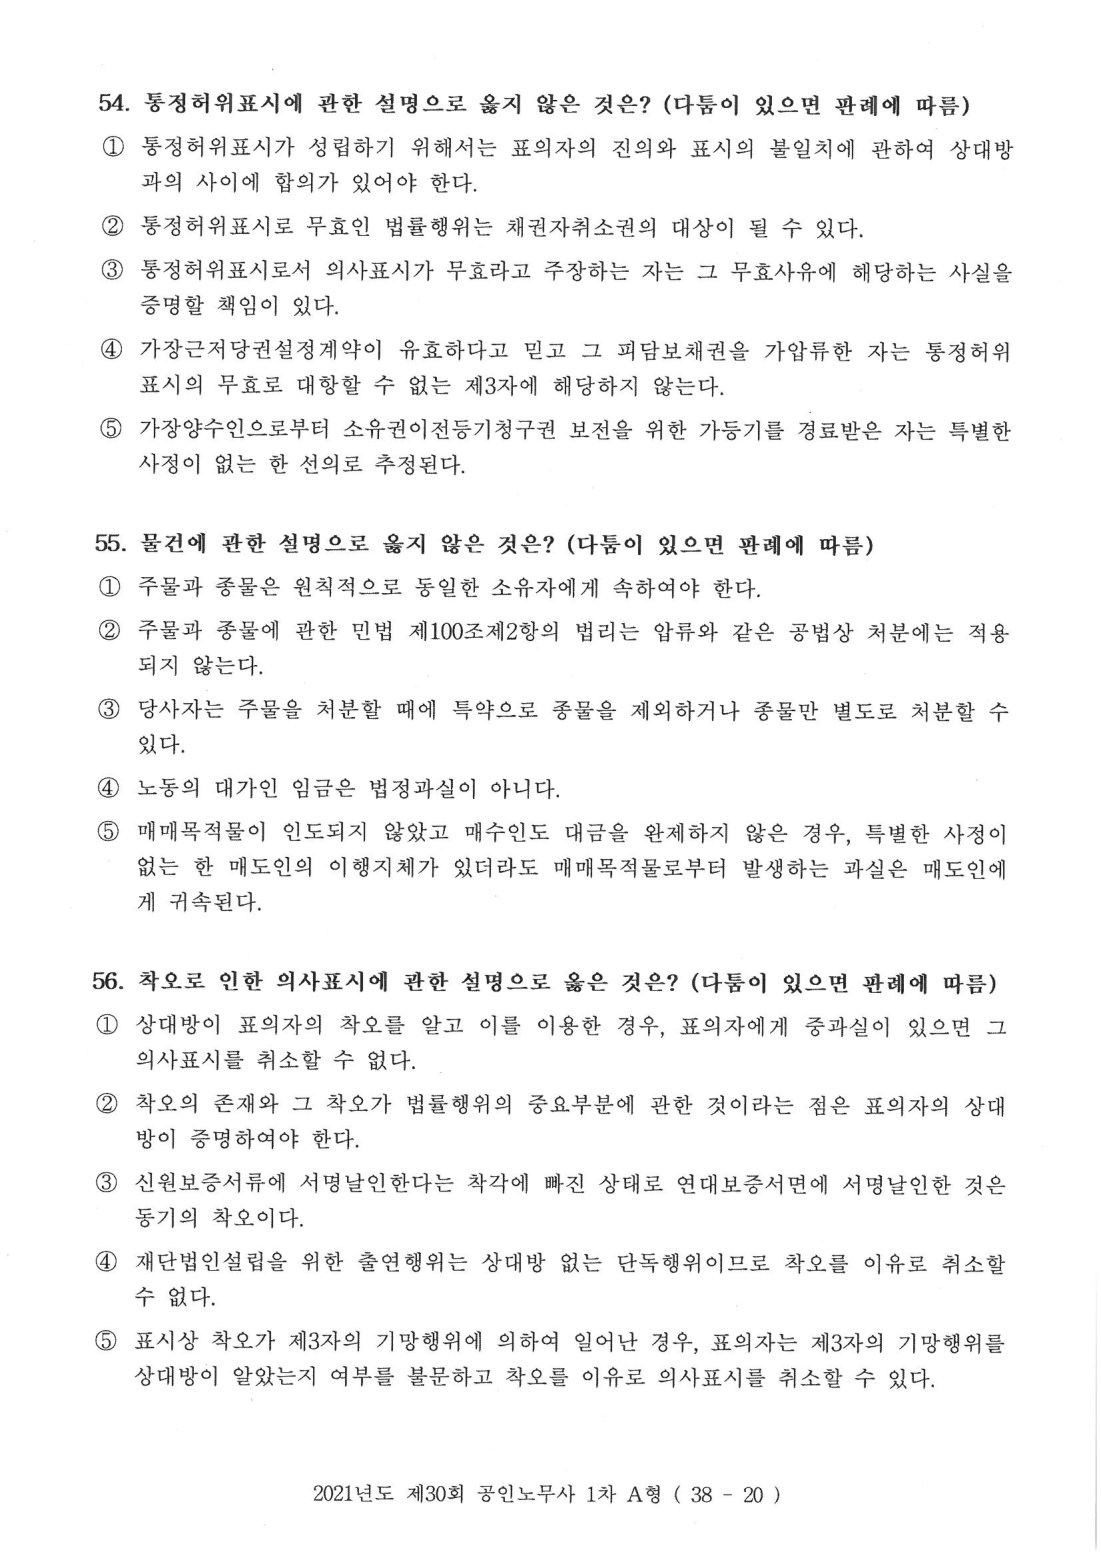 54. 통정허위표시에 관한 설명으로 옳지 않은 것은? (다툼이 있으면 판례에 따름)
① 통정허위표시가 성립하기 위해서는 표의자의 진의와 표시의 불일치에 관하여 상대방
과의 사이에 합의가 있어야 한다.
② 통정허위표시로 무효인 법률행위는 채권자취소권의 대상이 될 수 있다.
③ 통정허위표시로서 의사표시가 무효라고 주장하는 자는 그 무효사유에 해당하는 사실을
증명할 책임이 있다.
④ 가장근저당권설정계약이 유효하다고 믿고 그 피담보채권을 가압류한 자는 통정허위
표시의 무효로 대항할 수 없는 제3자에 해당하지 않는다.
⑤ 가장양수인으로부터 소유권이전등기청구권 보전을 위한 가등기를 경료받은 자는 특별한
사정이 없는 한 선의로 추정된다.
55. 물건에 관한 설명으로 옳지 않은 것은? (다툼이 있으면 판례에 따름)
① 주물과 종물은 원칙적으로 동일한 소유자에게 속하여야 한다.
② 주물과 종물에 관한 민법 제100조제2항의 법리는 압류와 같은 공법상 처분에는 적용
되지 않는다.
③ 당사자는 주물을 처분할 때에 특약으로 종물을 제외하거나 종물만 별도로 처분할 수
있다.
④ 노동의 대가인 임금은 법정과실이 아니다.
⑤ 매매목적물이 인도되지 않았고 매수인도 대금을 완제하지 않은 경우, 특별한 사정이
없는 한 매도인의 이행지체가 있더라도 매매목적물로부터 발생하는 과실은 매도인에
게 귀속된다.
56. 착오로 인한 의사표시에 관한 설명으로 옳은 것은? (다툼이 있으면 판례에 따름)
① 상대방이 표의자의 착오를 알고 이를 이용한 경우, 표의자에게 중과실이 있으면 그
의사표시를 취소할 수 없다.
② 착오의 존재와 그 착오가 법률행위의 중요부분에 관한 것이라는 점은 표의자의 상대
방이 증명하여야 한다.
③ 신원보증서류에 서명날인한다는 착각에 빠진 상태로 연대보증서면에 서명날인한 것은
동기의 착오이다.
④ 재단법인설립을 위한 출연행위는 상대방 없는 단독행위이므로 착오를 이유로 취소할
수 없다.
⑤ 표시상 착오가 제3자의 기망행위에 의하여 일어난 경우, 표의자는 제3자의 기망행위를
상대방이 알았는지 여부를 불문하고 착오를 이유로 의사표시를 취소할 수 있다.
2021년도 제30회 공인노무사 1차 A형 ( 38 - 20 )